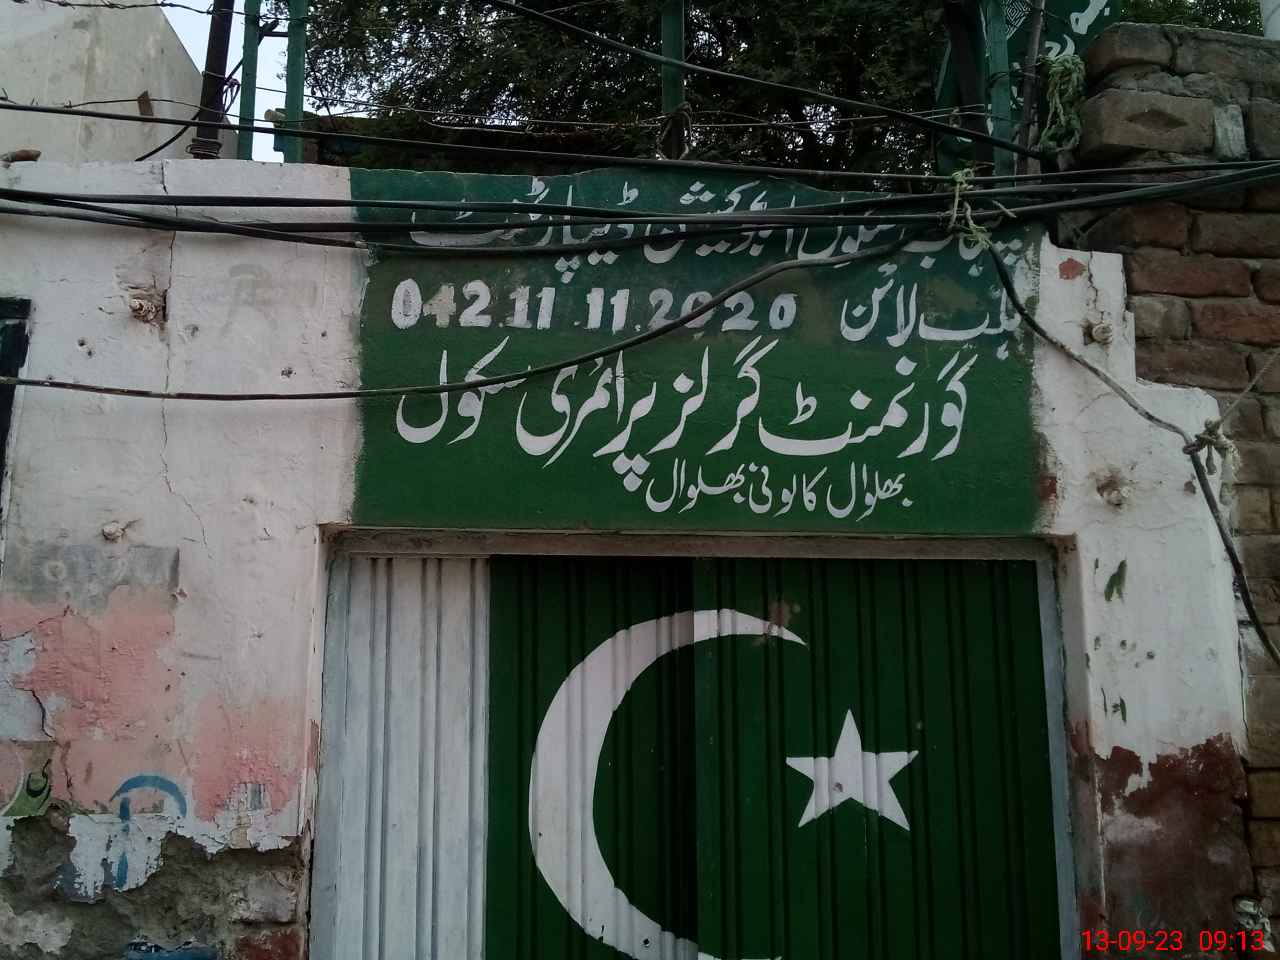 پنجاب سکول ایجوکیشن ڈیپارٹمنٹ
ہیلپ لائن 042.11 11.2020
گورنمنٹ گرلز پرائمری سکول
بھلوال کالونی بھلوال
13-09-23 09:13